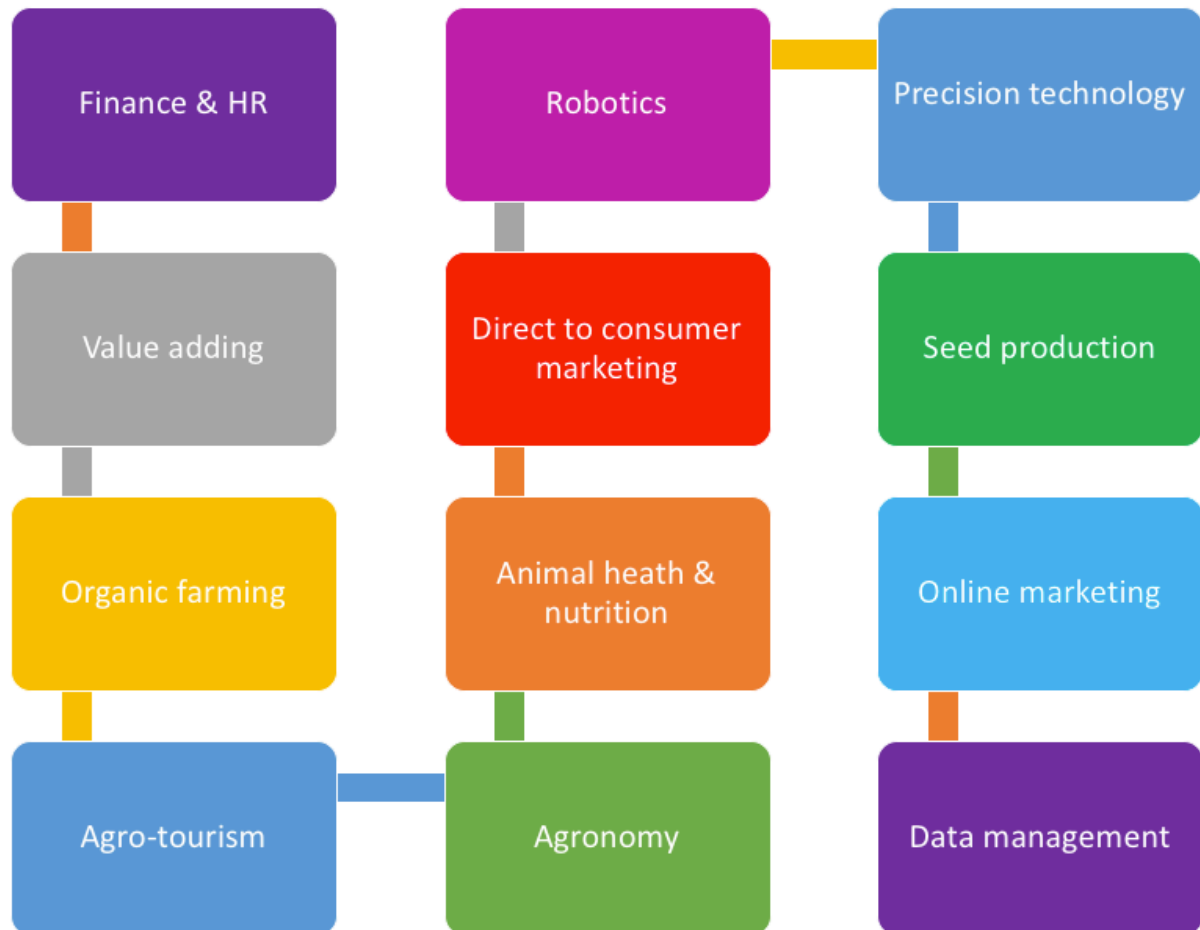 Finance & HR
Value adding
Organic farming
Agro-tourism
Agronomy
Animal heath &
nutrition
Direct to consumer
marketing
Robotics
Precision technology
Seed production
Online marketing
Data management